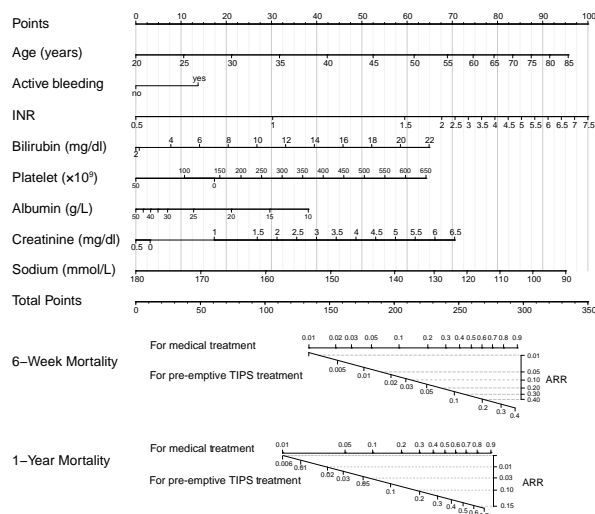 Points 0 10 20 30 40 50 60 70 80 90 100
Age (years) 20 25 30 35 40 45 50 55 60 65 70 75 80 85
Active bleeding no yes
INR 0.5 1 1.5 2 2.5 3 3.5 4 4.5 5 5.5 6 6.5 7 7.5
Bilirubin (mg/dl) 2 4 6 8 10 12 14 16 18 20 22
Platelet (×10⁹) 50 100 0 150 200 250 300 350 400 450 500 550 600 650
Albumin (g/L) 50 40 30 25 20 15 10
Creatinine (mg/dL) 0.5 0 1 1.5 2 2.5 3 3.5 4 4.5 5 5.5 6 6.5
Sodium (mmol/L) 180 170 160 150 140 130 120 110 100 90
Total Points 0 50 100 150 200 250 300 350
6–Week Mortality
For medical treatment 0.01 0.02 0.03 0.05 0.1 0.2 0.3 0.4 0.5 0.6 0.7 0.8 0.9
For pre-emptive TIPS treatment 0.005 0.01 0.02 0.03 0.05 0.1 0.2 0.3 0.4
ARR 0.01 0.05 0.10 0.20 0.30 0.40
1–Year Mortality
For medical treatment 0.01 0.05 0.1 0.2 0.3 0.4 0.5 0.6 0.7 0.8 0.9
For pre-emptive TIPS treatment 0.006 0.01 0.02 0.03 0.05 0.1 0.2 0.3 0.4 0.5
ARR 0.01 0.03 0.10 0.15